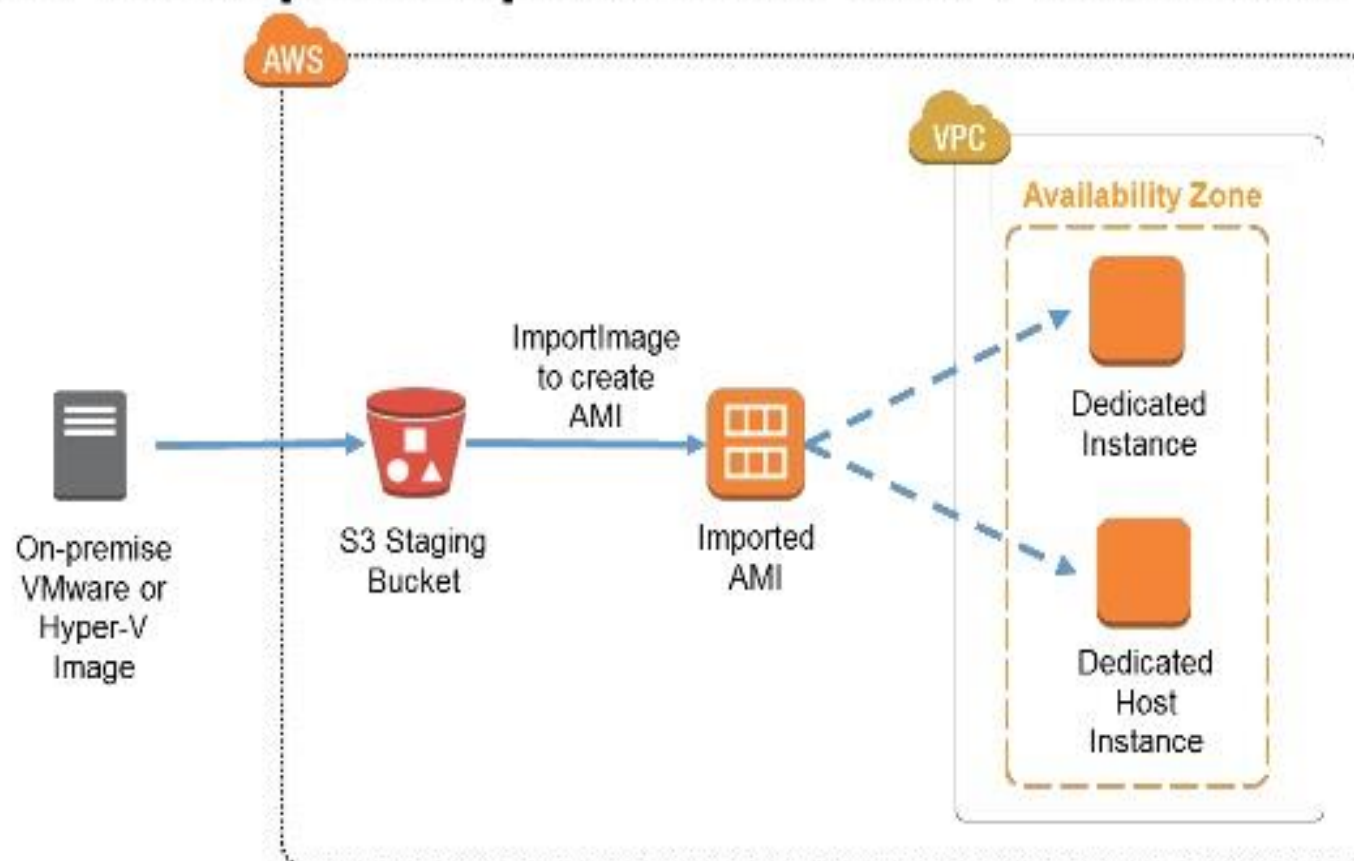 AWS
VPC
Availability Zone
Dedicated
Instance
ImportImage
to create
AMI
On-premise
VMware or
Hyper-V
Image
S3 Staging
Bucket
Imported
AMI
Dedicated
Host
Instance